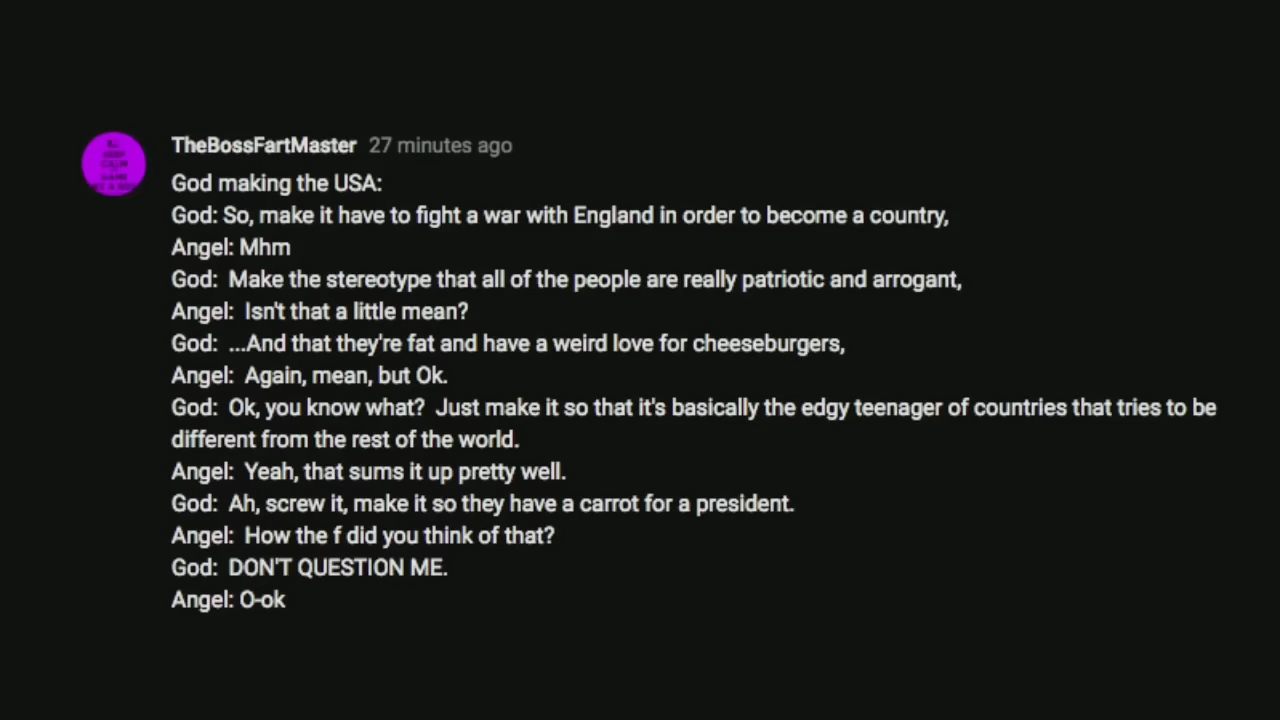 TheBossFartMaster 27 minutes ago
God making the USA:
God: So, make it have to fight a war with England in order to become a country,
Angel: Mhm
God:  Make the stereotype that all of the people are really patriotic and arrogant,
Angel:  Isn't that a little mean?
God:  ...And that they're fat and have a weird love for cheeseburgers,
Angel:  Again, mean, but Ok.
God:  Ok, you know what?  Just make it so that it's basically the edgy teenager of countries that tries to be
different from the rest of the world.
Angel:  Yeah, that sums it up pretty well.
God:  Ah, screw it, make it so they have a carrot for a president.
Angel:  How the f did you think of that?
God:  DON'T QUESTION ME.
Angel: O-ok